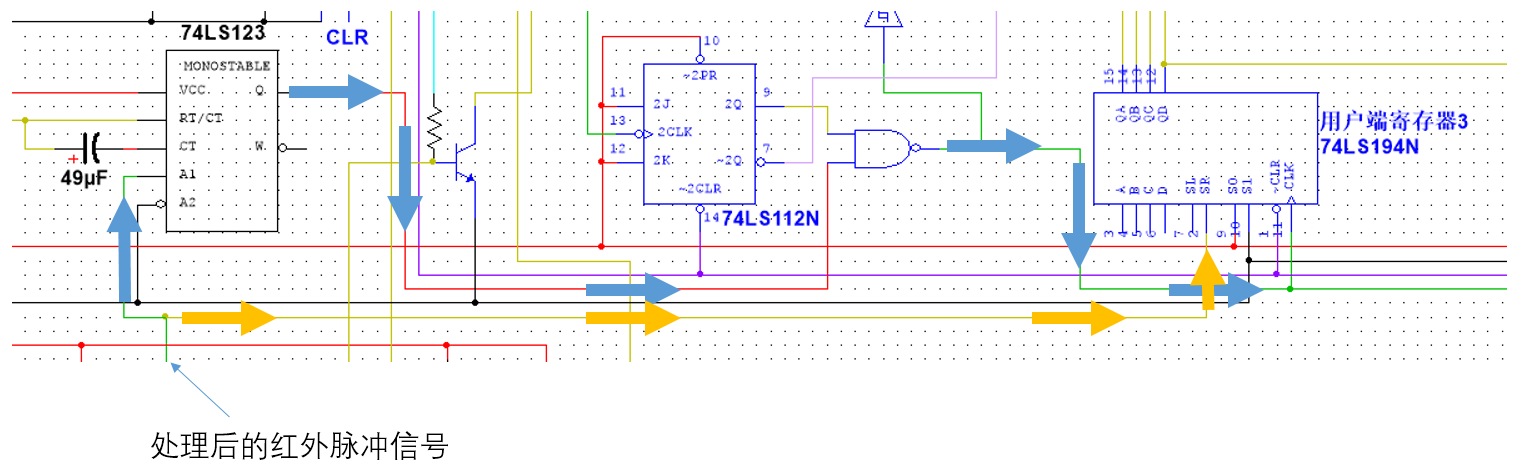 74LS123
CLR
MONOSTABLE
VCC
Q
RT/CT
CT
W
A1
A2
+
49μF
10
~2PR
11
2J
2Q
9
13
2CLK
12
2K
~2Q
7
~2CLR
14
74LS112N
15
14
13
12
QA
QB
QC
QD
用户端寄存器3
74LS194N
A
B
C
D
SL
SR
S0
S1
~CLR
CLK
3
4
5
6
7
2
9
10
1
11
处理后的红外脉冲信号